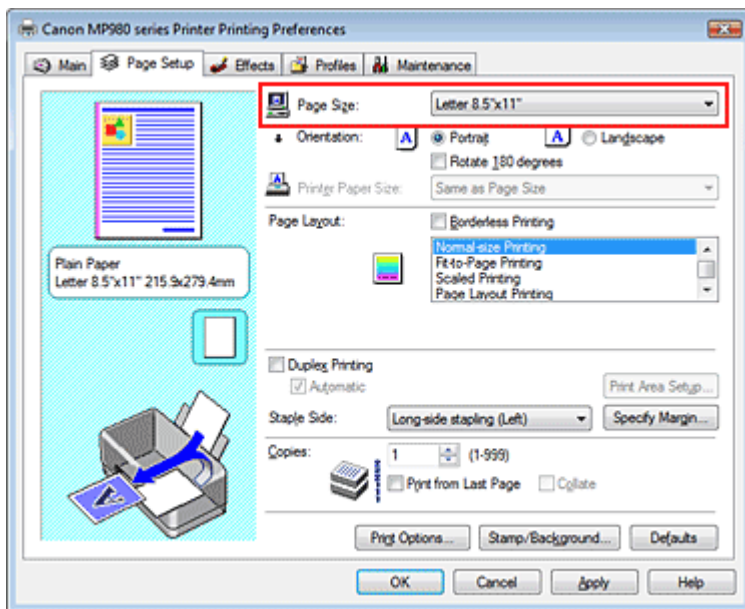 Canon MP980 series Printer Printing Preferences
Main Page Setup Effects Profiles Maintenance
Page Size: Letter 8.5"x11"
Orientation: A Portrait A Landscape
Rotate 180 degrees
Printer Paper Size: Same as Page Size
Page Layout: Borderless Printing
Normal-size Printing
Fit-to-Page Printing
Scaled Printing
Page Layout Printing
Plain Paper
Letter 8.5"x11" 215.9x279.4mm
Duplex Printing
Automatic Print Area Setup...
Staple Side: Long-side stapling (Left) Specify Margin...
Copies: 1 (1-999)
Print from Last Page Collate
A
Print Options... Stamp/Background... Defaults
OK Cancel Apply Help